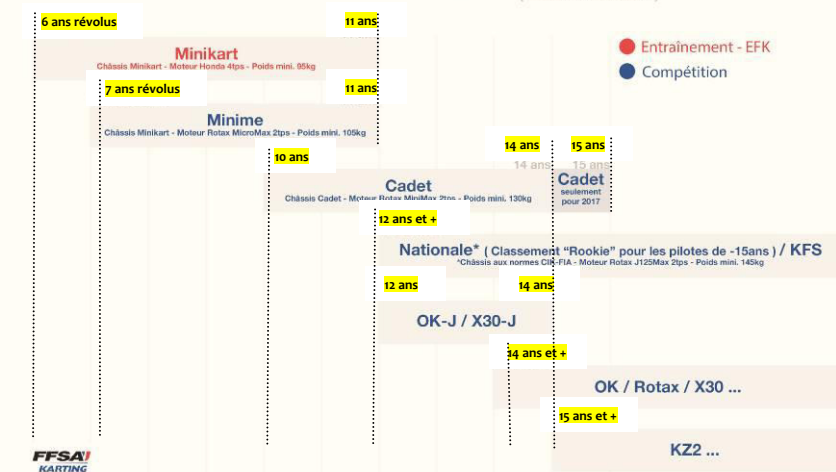 6 ans révolus
11 ans
Minikart
Châssis Minikart - Moteur Honda 4tps - Poids mini. 95kg
Entraînement - EFK
Compétition
7 ans révolus
11 ans
Minime
Châssis Minikart - Moteur Rotax MicroMax 2tps - Poids mini. 105kg
14 ans
15 ans
10 ans
14 ans
15 ans
Cadet
Châssis Cadet - Moteur Rotax MiniMax 2tps - Poids mini. 130kg
Cadet
seulement
pour 2017
12 ans et +
Nationale* ( Classement “Rookie” pour les pilotes de -15ans ) / KFS
*Châssis aux normes CIK-FIA - Moteur Rotax J125Max 2tps - Poids mini. 145kg
12 ans
14 ans
OK-J / X30-J
14 ans et +
OK / Rotax / X30 ...
15 ans et +
KZ2 ...
FFSA
KARTING